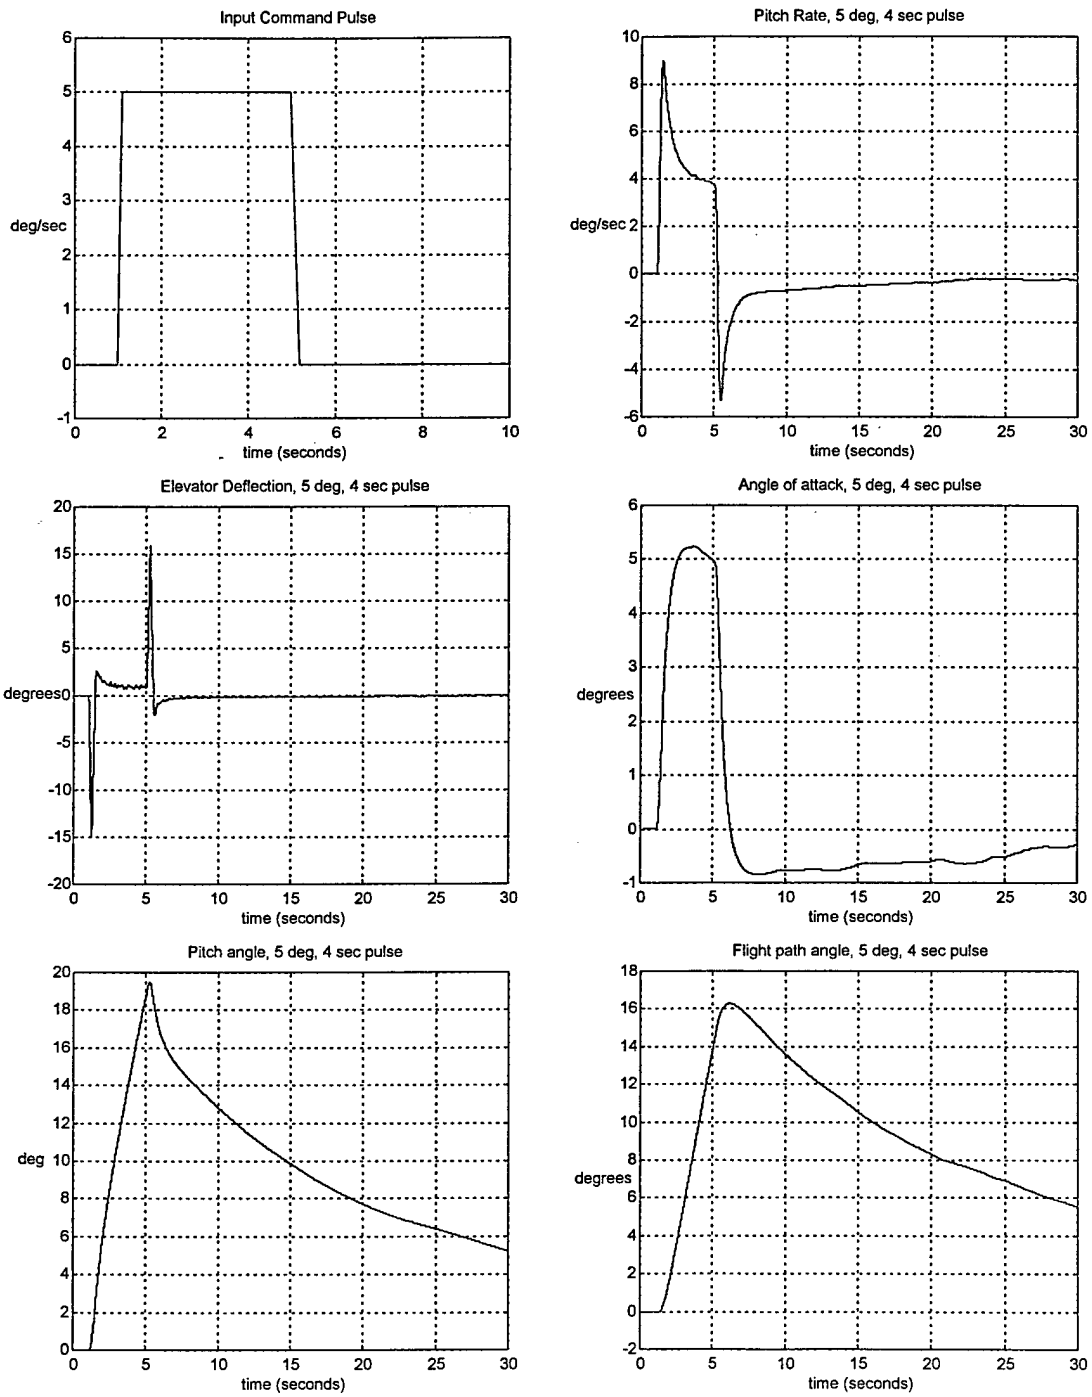 Input Command Pulse
6
5
4
3
deg/sec
2
1
0
-1
0 2 4 6 8 10
time (seconds)
Pitch Rate, 5 deg, 4 sec pulse
10
8
6
4
deg/sec 2
0
-2
-4
-6
0 5 10 15 20 25 30
time (seconds)
Elevator Deflection, 5 deg, 4 sec pulse
20
15
10
5
degrees0
-5
-10
-15
-20
0 5 10 15 20 25 30
time (seconds)
Angle of attack, 5 deg, 4 sec pulse
6
5
4
3
degrees
2
1
0
-1
0 5 10 15 20 25 30
time (seconds)
Pitch angle, 5 deg, 4 sec pulse
20
18
16
14
12
deg 10
8
6
4
2
0
0 5 10 15 20 25 30
time (seconds)
Flight path angle, 5 deg, 4 sec pulse
18
16
14
12
10
8
degrees
6
4
2
0
-2
0 5 10 15 20 25 30
time (seconds)